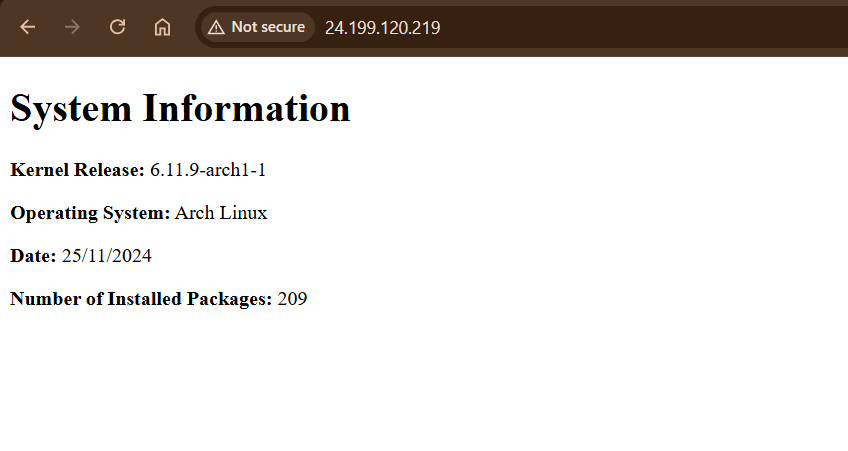 Not secure 24.199.120.219
System Information
Kernel Release: 6.11.9-arch1-1
Operating System: Arch Linux
Date: 25/11/2024
Number of Installed Packages: 209